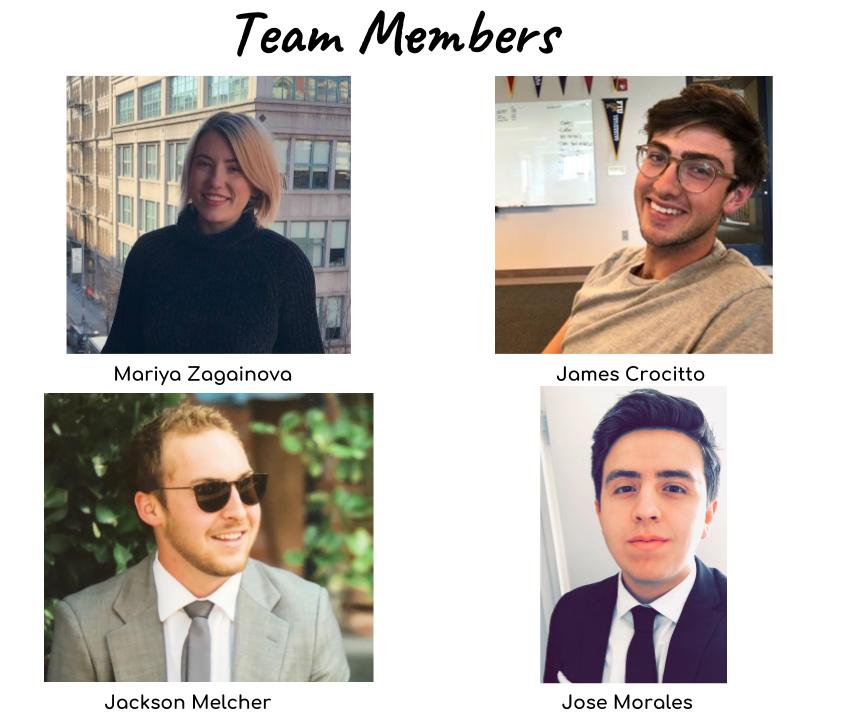 Team Members
Mariya Zagainova
James Crocitto
Jackson Melcher
Jose Morales